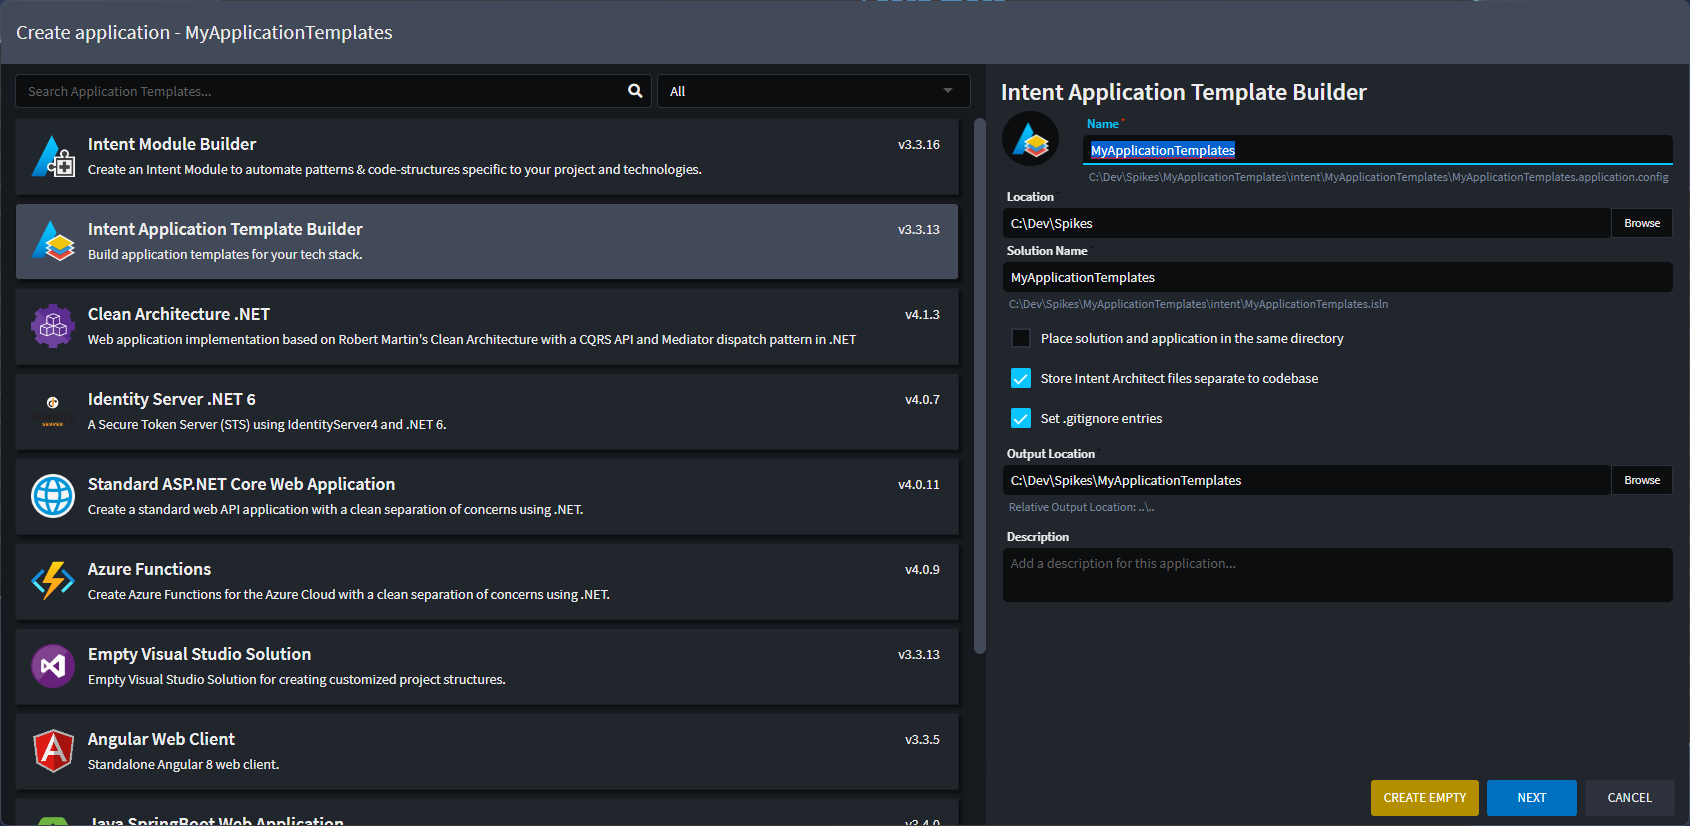 Create application - MyApplicationTemplates
Search Application Templates...
All
Intent Module Builder
v3.3.16
Create an Intent Module to automate patterns & code-structures specific to your project and technologies.
Intent Application Template Builder
v3.3.13
Build application templates for your tech stack.
Clean Architecture .NET
v4.1.3
Web application implementation based on Robert Martin's Clean Architecture with a CQRS API and Mediator dispatch pattern in .NET
SERVER
Identity Server .NET 6
v4.0.7
A Secure Token Server (STS) using IdentityServer4 and .NET 6.
Standard ASP.NET Core Web Application
v4.0.11
Create a standard web API application with a clean separation of concerns using .NET.
Azure Functions
v4.0.9
Create Azure Functions for the Azure Cloud with a clean separation of concerns using .NET.
Empty Visual Studio Solution
v3.3.13
Empty Visual Studio Solution for creating customized project structures.
Angular Web Client
v3.3.5
Standalone Angular 8 web client.
Java SpringBoot Web Application
v3.4.0
Intent Application Template Builder
Name *
MyApplicationTemplates
C:\Dev\Spikes\MyApplicationTemplates\intent\MyApplicationTemplates\MyApplicationTemplates.application.config
Location
C:\Dev\Spikes
Browse
Solution Name
MyApplicationTemplates
C:\Dev\Spikes\MyApplicationTemplates\intent\MyApplicationTemplates.isln
Place solution and application in the same directory
Store Intent Architect files separate to codebase
Set .gitignore entries
Output Location
C:\Dev\Spikes\MyApplicationTemplates
Browse
Relative Output Location: ..\..
Description
Add a description for this application...
CREATE EMPTY
NEXT
CANCEL